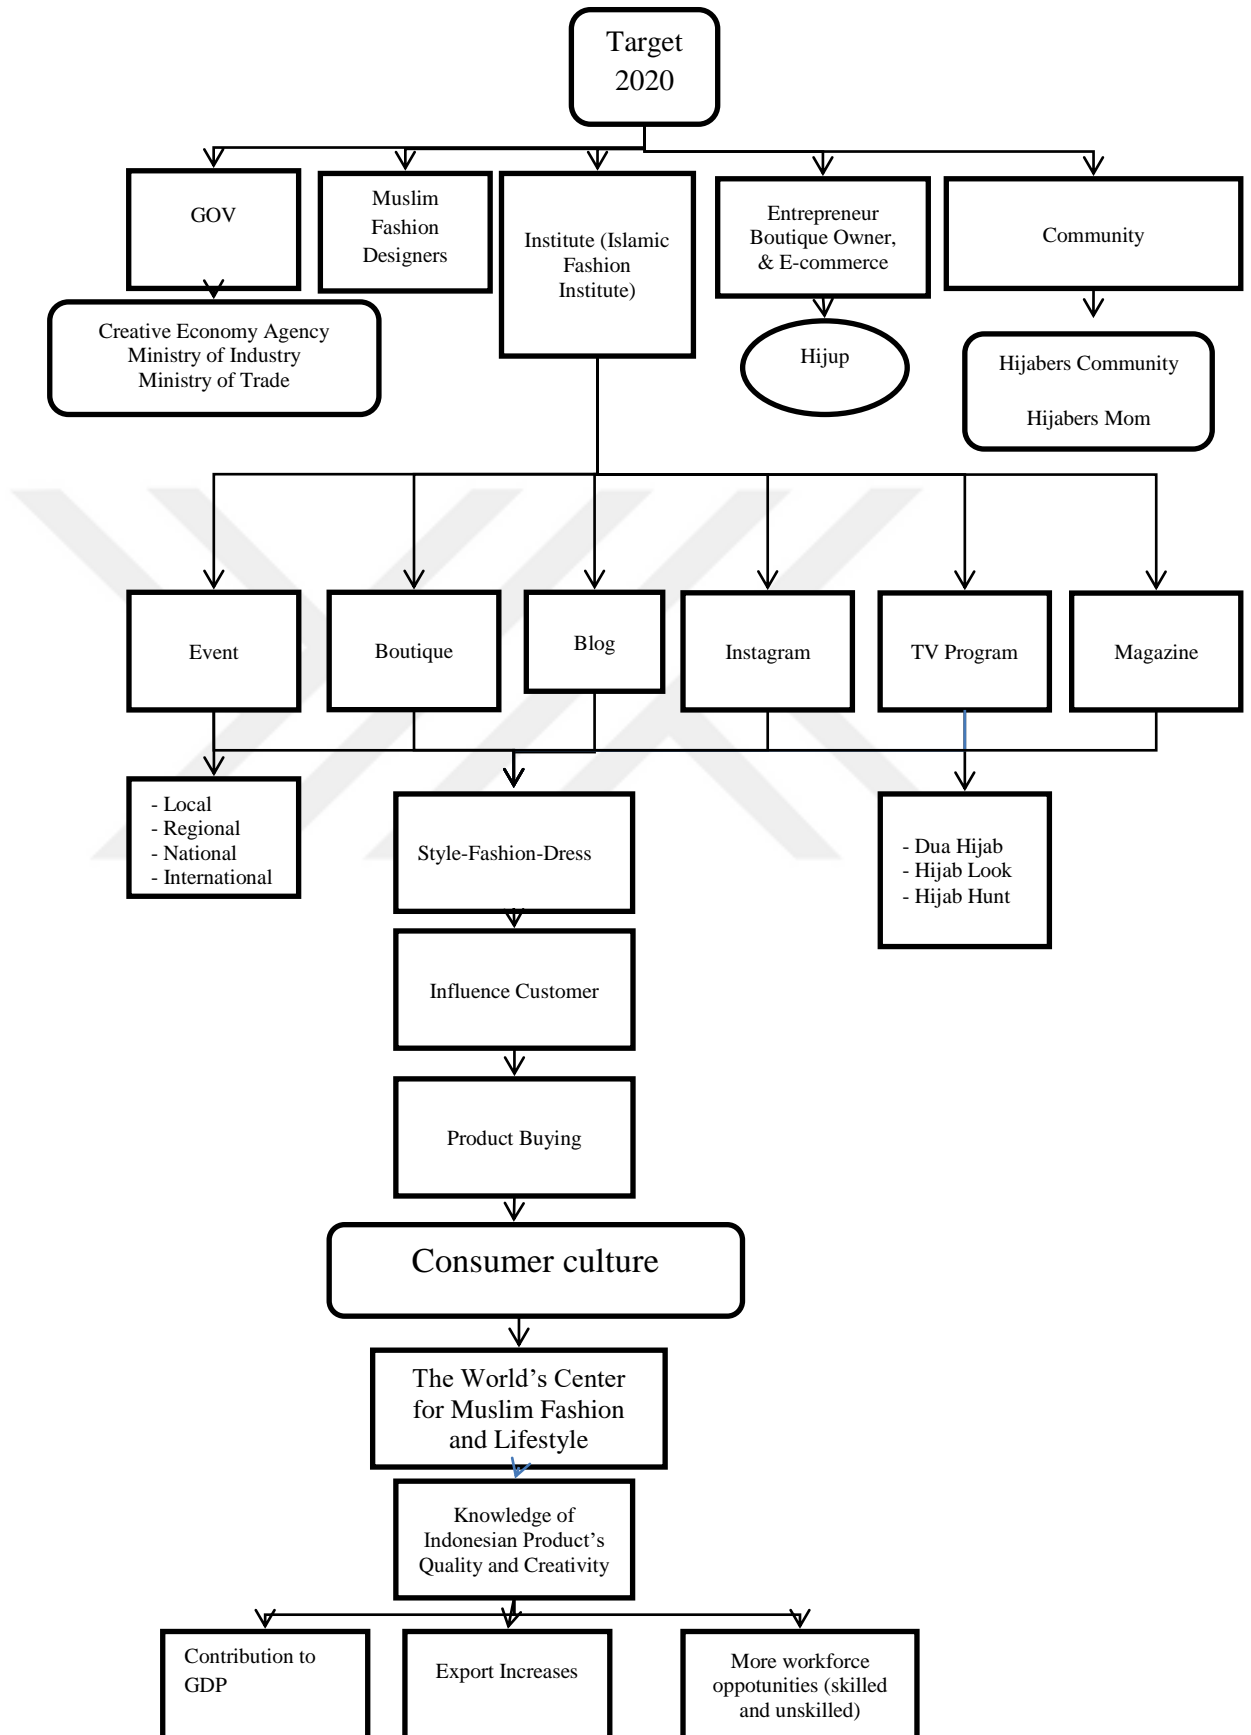 Target
2020
GOV
Muslim
Fashion
Designers
Institute (Islamic
Fashion
Institute)
Entrepreneur
Boutique Owner,
& E-commerce
Community
Creative Economy Agency
Ministry of Industry
Ministry of Trade
Hijup
Hijabers Community
Hijabers Mom
Event
Boutique
Blog
Instagram
TV Program
Magazine
- Local
- Regional
- National
- International
Style-Fashion-Dress
- Dua Hijab
- Hijab Look
- Hijab Hunt
Influence Customer
Product Buying
Consumer culture
The World’s Center
for Muslim Fashion
and Lifestyle
Knowledge of
Indonesian Product’s
Quality and Creativity
Contribution to
GDP
Export Increases
More workforce
oppotunities (skilled
and unskilled)